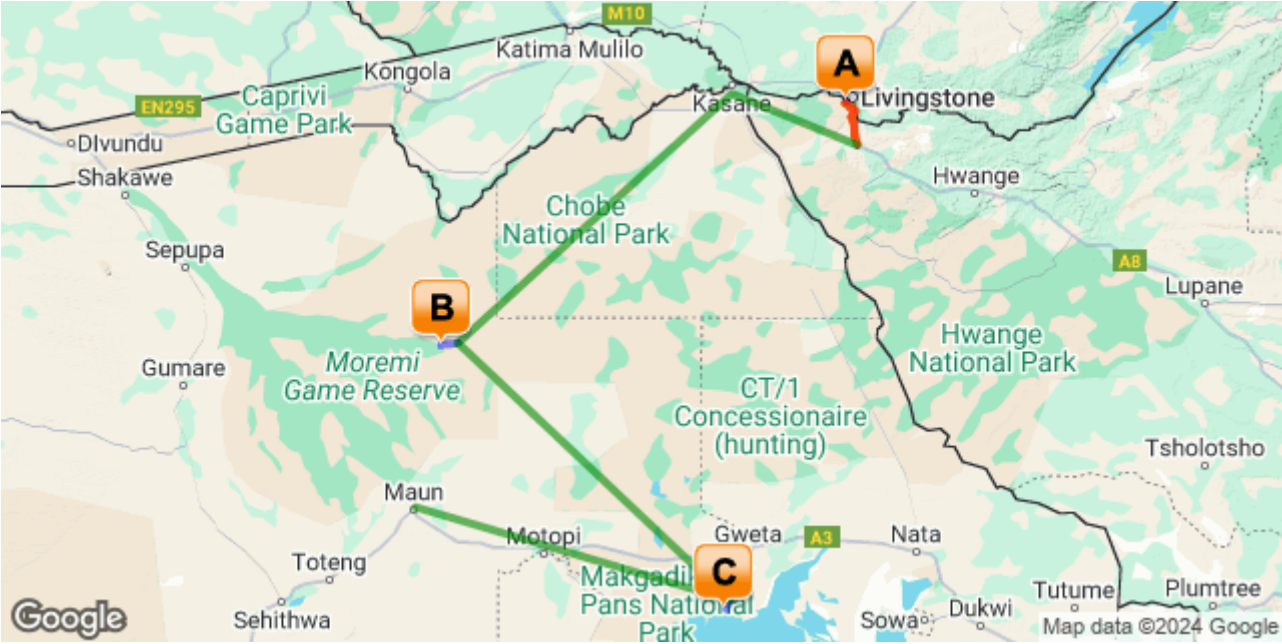 M10
Katima Mulilo
Kongola
A
Livingstone
Kasane
EN295
Caprivi
Game Park
DIvundu
Shakawe
Hwange
Chobe
National Park
Sepupa
A8
Lupane
B
Hwange
National Park
Moremi
Game Reserve
Gumare
CT/1
Concessionaire
(hunting)
Tsholotsho
Maun
Motopi
Gweta
A3
Nata
Toteng
C
Makgadi
Pans National
Park
Tutume
Plumtree
Sehithwa
Sowa
Dukwi
Google
Map data ©2024 Google